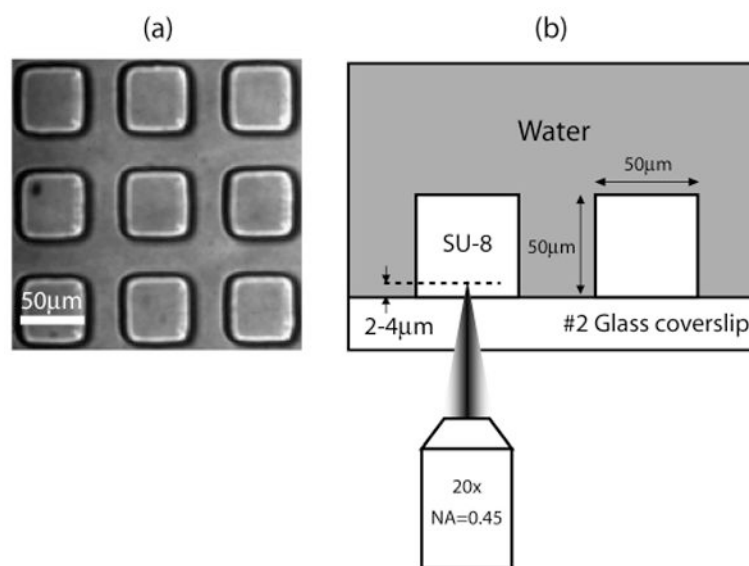 (a)
(b)
50μm
Water
50μm
SU-8
50μm
2-4μm
#2 Glass coverslip
20x
NA=0.45